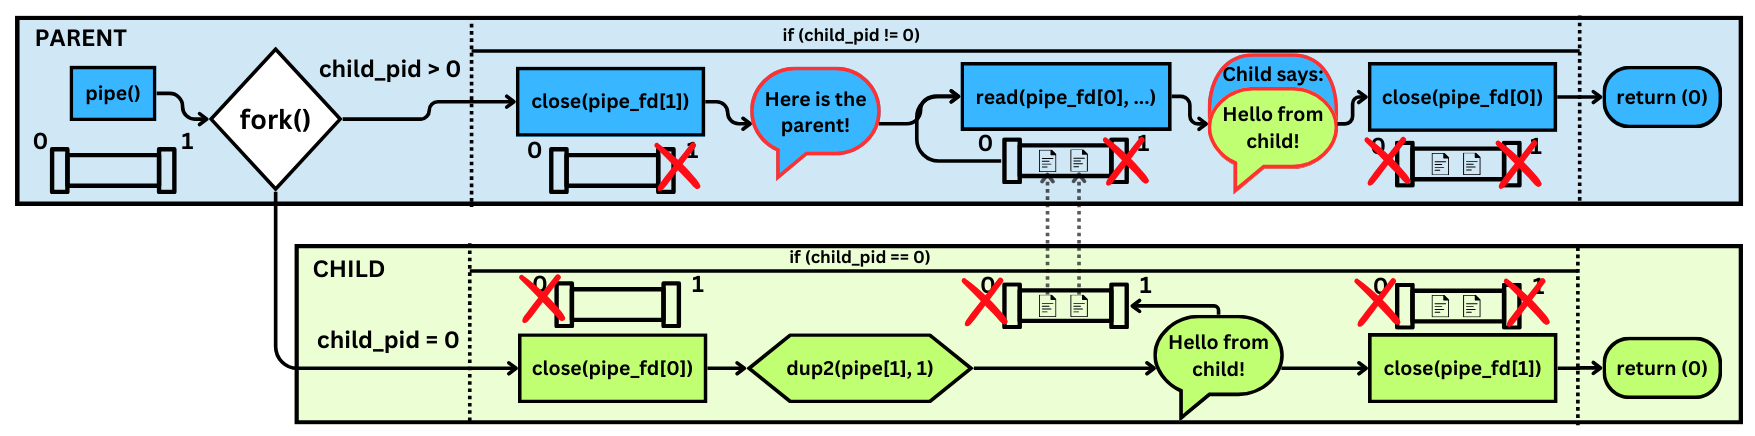 PARENT
if (child_pid != 0)
child_pid > 0
pipe()
fork()
close(pipe_fd[1])
Here is the
parent!
read(pipe_fd[0], ...)
Child says:
Hello from
child!
close(pipe_fd[0])
return (0)
0 1
0 1
0 1
0 1
CHILD
if (child_pid == 0)
0 1
0 1
0 1
child_pid = 0
close(pipe_fd[0])
dup2(pipe[1], 1)
Hello from
child!
close(pipe_fd[1])
return (0)